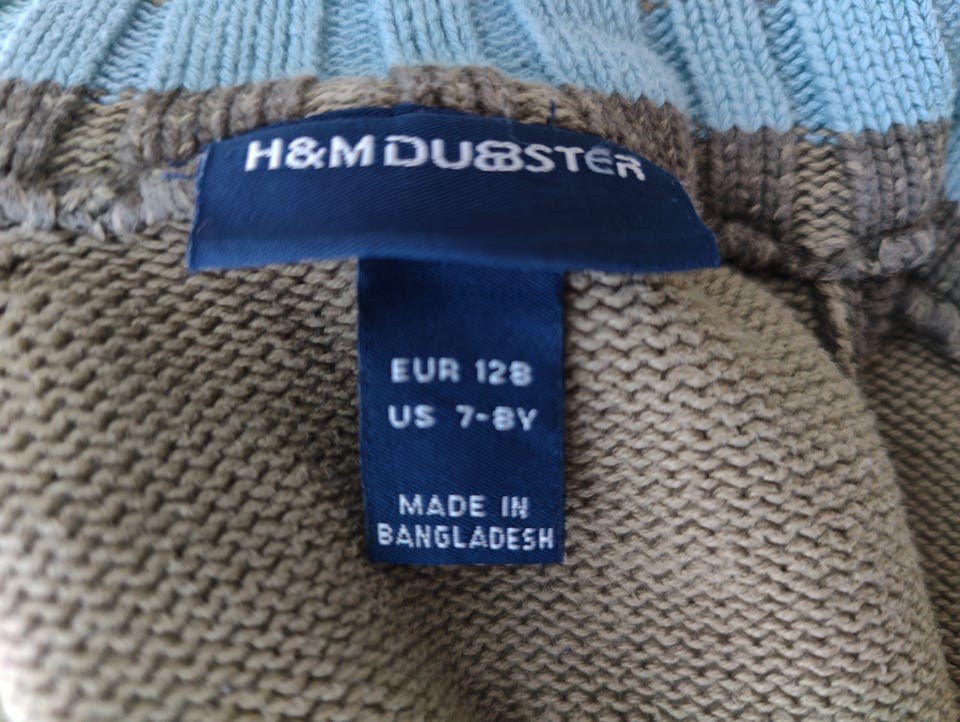 H&M DUBSTER
EUR 128
US 7-8Y
MADE IN
BANGLADESH